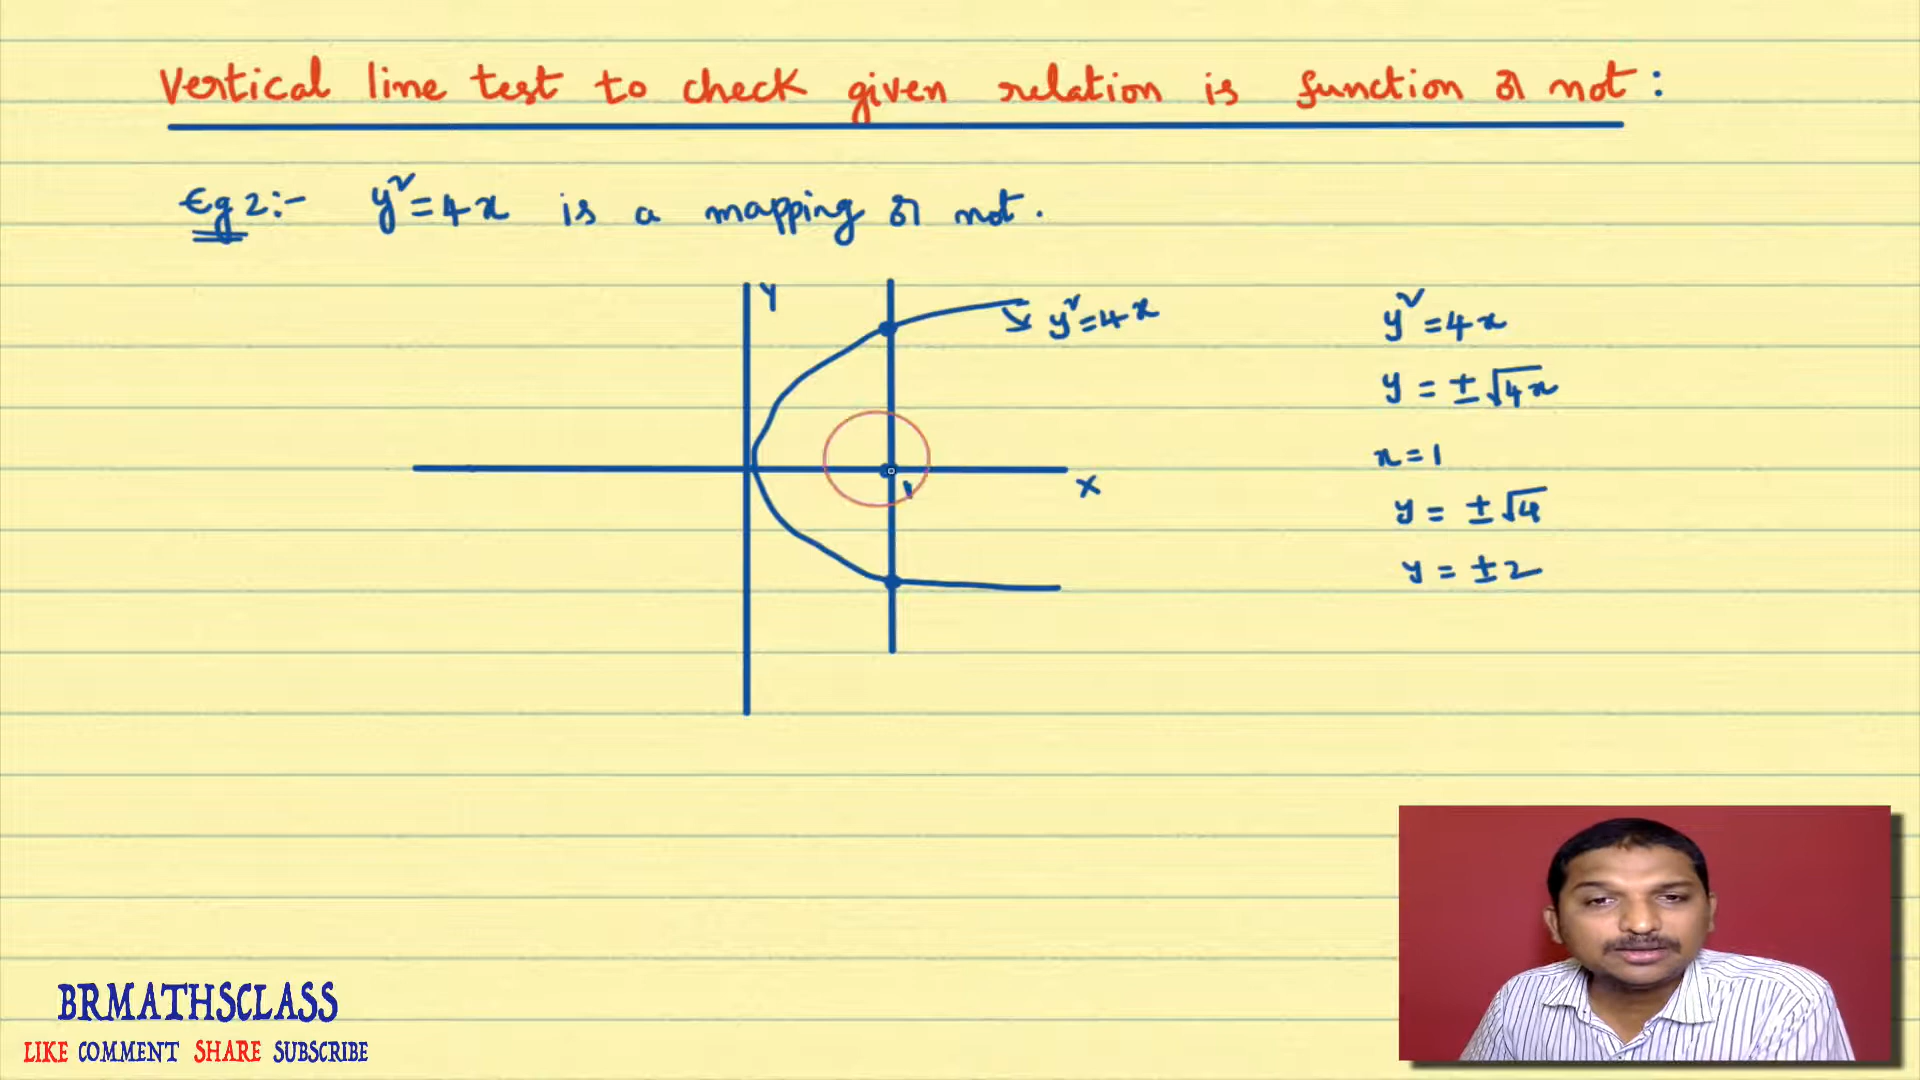 Vertical line test to check given relation is function or not :
Eg 2:- y² = 4x is a mapping or not.
Y
y² = 4x
X
1
y² = 4x
y = ± √4x
x = 1
y = ± √4
y = ± 2
BRMATHSCLASS
LIKE COMMENT SHARE SUBSCRIBE